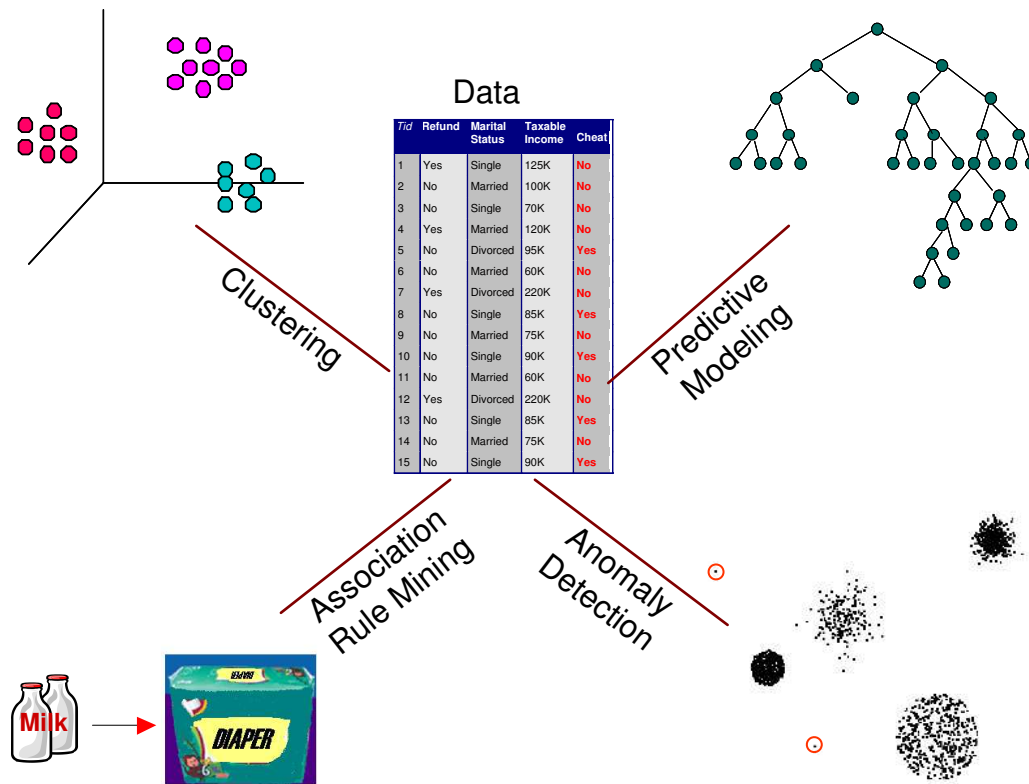 Data
Tid Refund Marital Status Taxable Income Cheat
1 Yes Single 125K No
2 No Married 100K No
3 No Single 70K No
4 Yes Married 120K No
5 No Divorced 95K Yes
6 No Married 60K No
7 Yes Divorced 220K No
8 No Single 85K Yes
9 No Married 75K No
10 No Single 90K Yes
11 No Married 60K No
12 Yes Divorced 220K No
13 No Single 85K Yes
14 No Married 75K No
15 No Single 90K Yes
Clustering
Predictive
Modeling
Association
Rule Mining
Anomaly
Detection
Milk
DIAPER
DIAPER